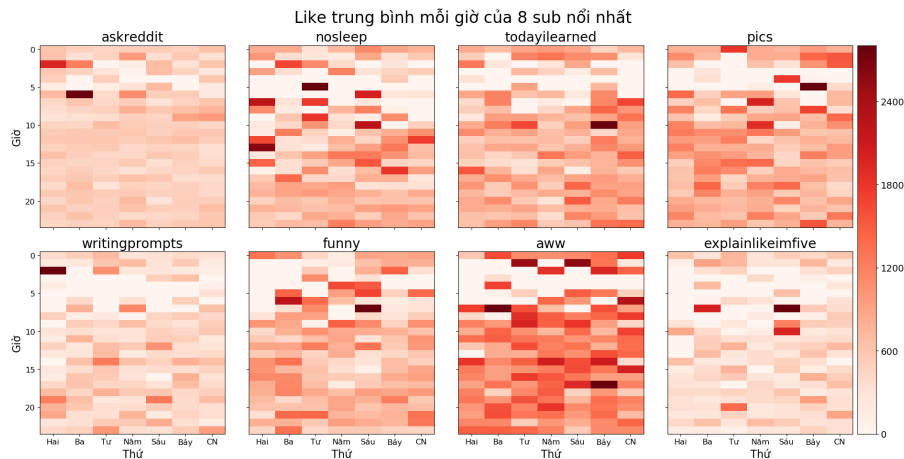 Like trung bình mỗi giờ của 8 sub nổi nhất
askreddit
nosleep
todayilearned
pics
Giờ
0
5
10
15
20
2400
1800
1200
600
0
writingprompts
funny
aww
explainlikeimfive
Giờ
0
5
10
15
20
Hai Ba Tư Năm Sáu Bảy CN
Hai Ba Tư Năm Sáu Bảy CN
Hai Ba Tư Năm Sáu Bảy CN
Hai Ba Tư Năm Sáu Bảy CN
Thứ
Thứ
Thứ
Thứ